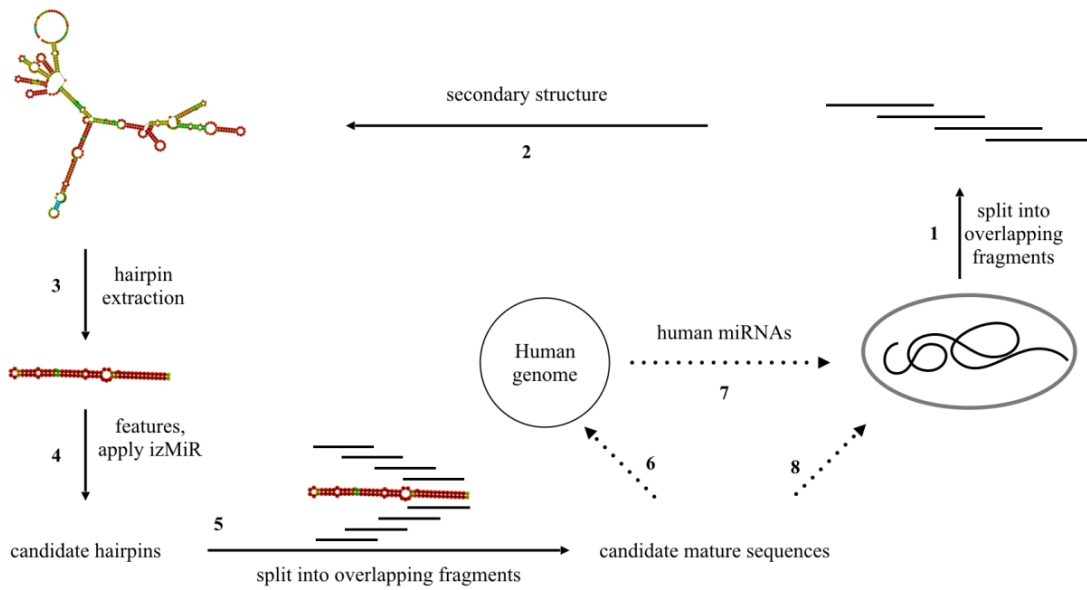 secondary structure
2
1
split into
overlapping
fragments
3
hairpin
extraction
Human
genome
human miRNAs
7
4
features,
apply izMiR
6
8
5
candidate hairpins
split into overlapping fragments
candidate mature sequences